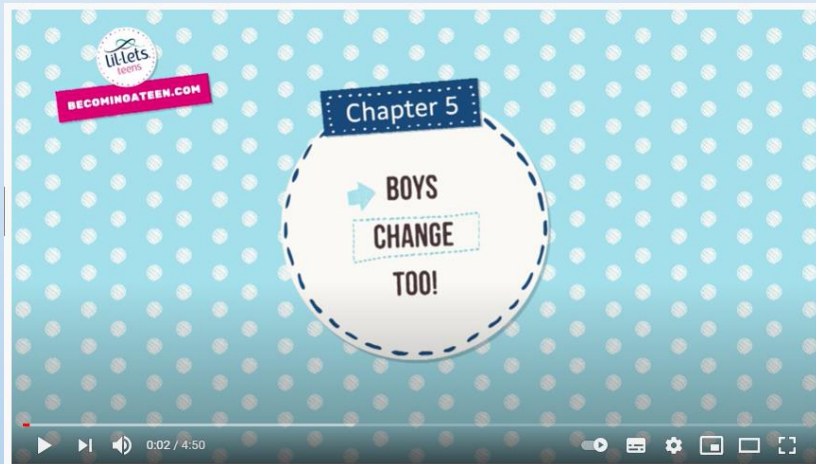 lil-lets
teens
BECOMINGATEEN.COM
Chapter 5
BOYS
CHANGE
TOO!
0:02 / 4:50